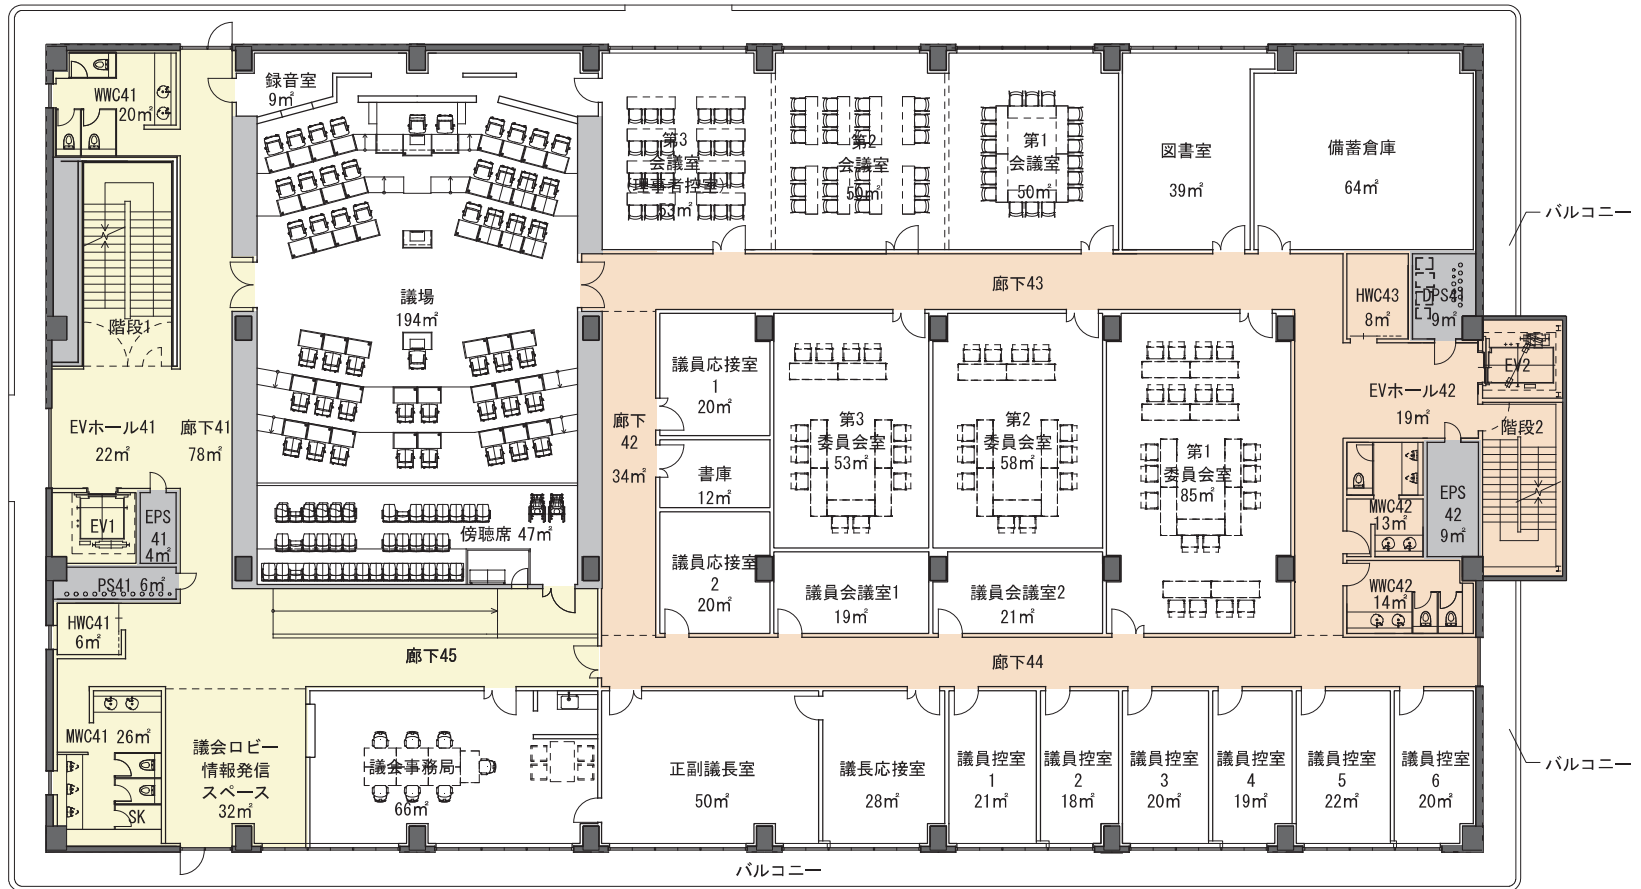 録音室
9㎡
WWC41
20㎡
第3
会議室
(理事者控室)
53㎡
第2
会議室
50㎡
第1
会議室
50㎡
図書室
39㎡
備蓄倉庫
64㎡
バルコニー
階段1
議場
194㎡
廊下43
HWC43
8㎡
DPS41
9㎡
EV2
EVホール41
22㎡
廊下41
78㎡
議員応接室
1
20㎡
廊下
42
34㎡
書庫
12㎡
第3
委員会室
53㎡
第2
委員会室
58㎡
第1
委員会室
85㎡
EVホール42
19㎡
階段2
EV1
EPS
41
4㎡
傍聴席 47㎡
MWC42
13㎡
EPS
42
9㎡
PS41 6㎡
議員応接室
2
20㎡
議員会議室1
19㎡
議員会議室2
21㎡
WWC42
14㎡
HWC41
6㎡
廊下45
廊下44
MWC41 26㎡
SK
議会ロビー
情報発信
スペース
32㎡
議会事務局
66㎡
正副議長室
50㎡
議長応接室
28㎡
議員控室
1
21㎡
議員控室
2
18㎡
議員控室
3
20㎡
議員控室
4
19㎡
議員控室
5
22㎡
議員控室
6
20㎡
バルコニー
バルコニー